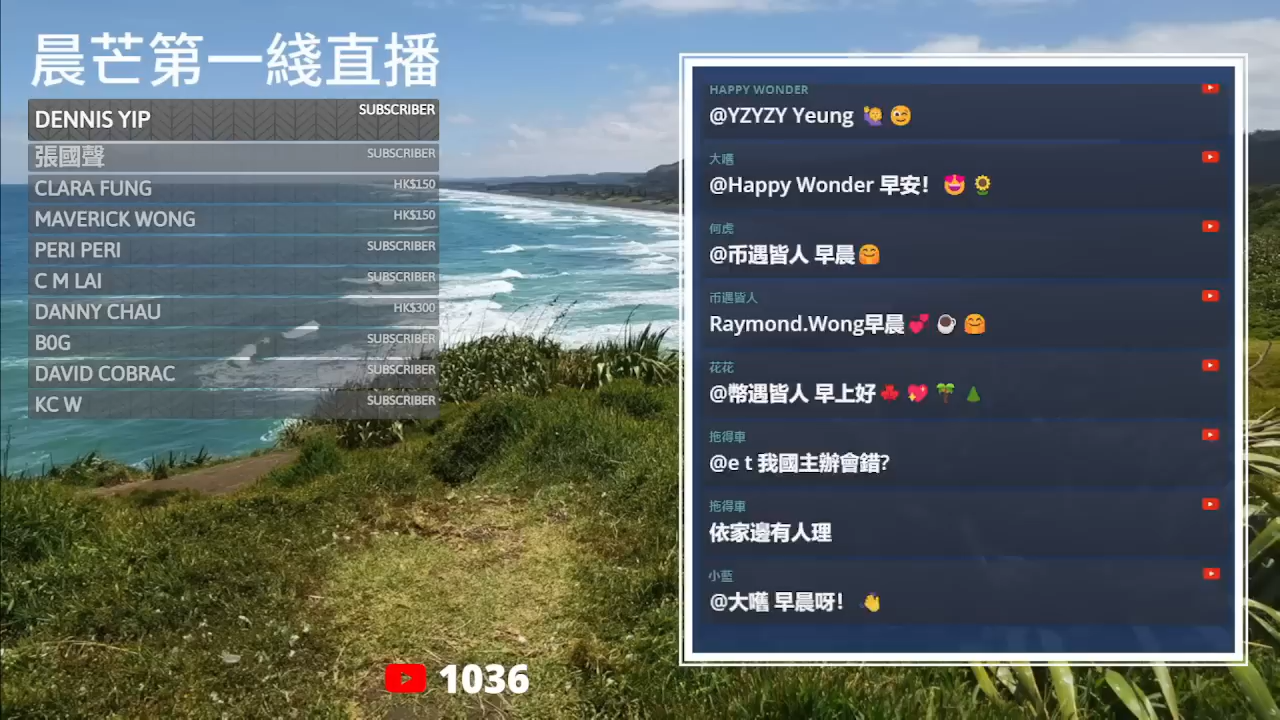 晨芒第一綫直播
DENNIS YIP SUBSCRIBER
張國聲 SUBSCRIBER
CLARA FUNG HK$150
MAVERICK WONG HK$150
PERI PERI SUBSCRIBER
C M LAI SUBSCRIBER
DANNY CHAU HK$300
B0G SUBSCRIBER
DAVID COBRAC SUBSCRIBER
KC W SUBSCRIBER
HAPPY WONDER
@YZYZY Yeung 🙋 😉
大嚿
@Happy Wonder 早安! 😍 🌻
何虎
@币遇皆人 早晨🤗
币遇皆人
Raymond.Wong早晨💕 ☕ 🤗
花花
@幣遇皆人 早上好🍁 💖 🌴 🌲
拖得車
@e t 我國主辦會錯?
拖得車
依家邊有人理
小藍
@大嚿 早晨呀! 👋
1036